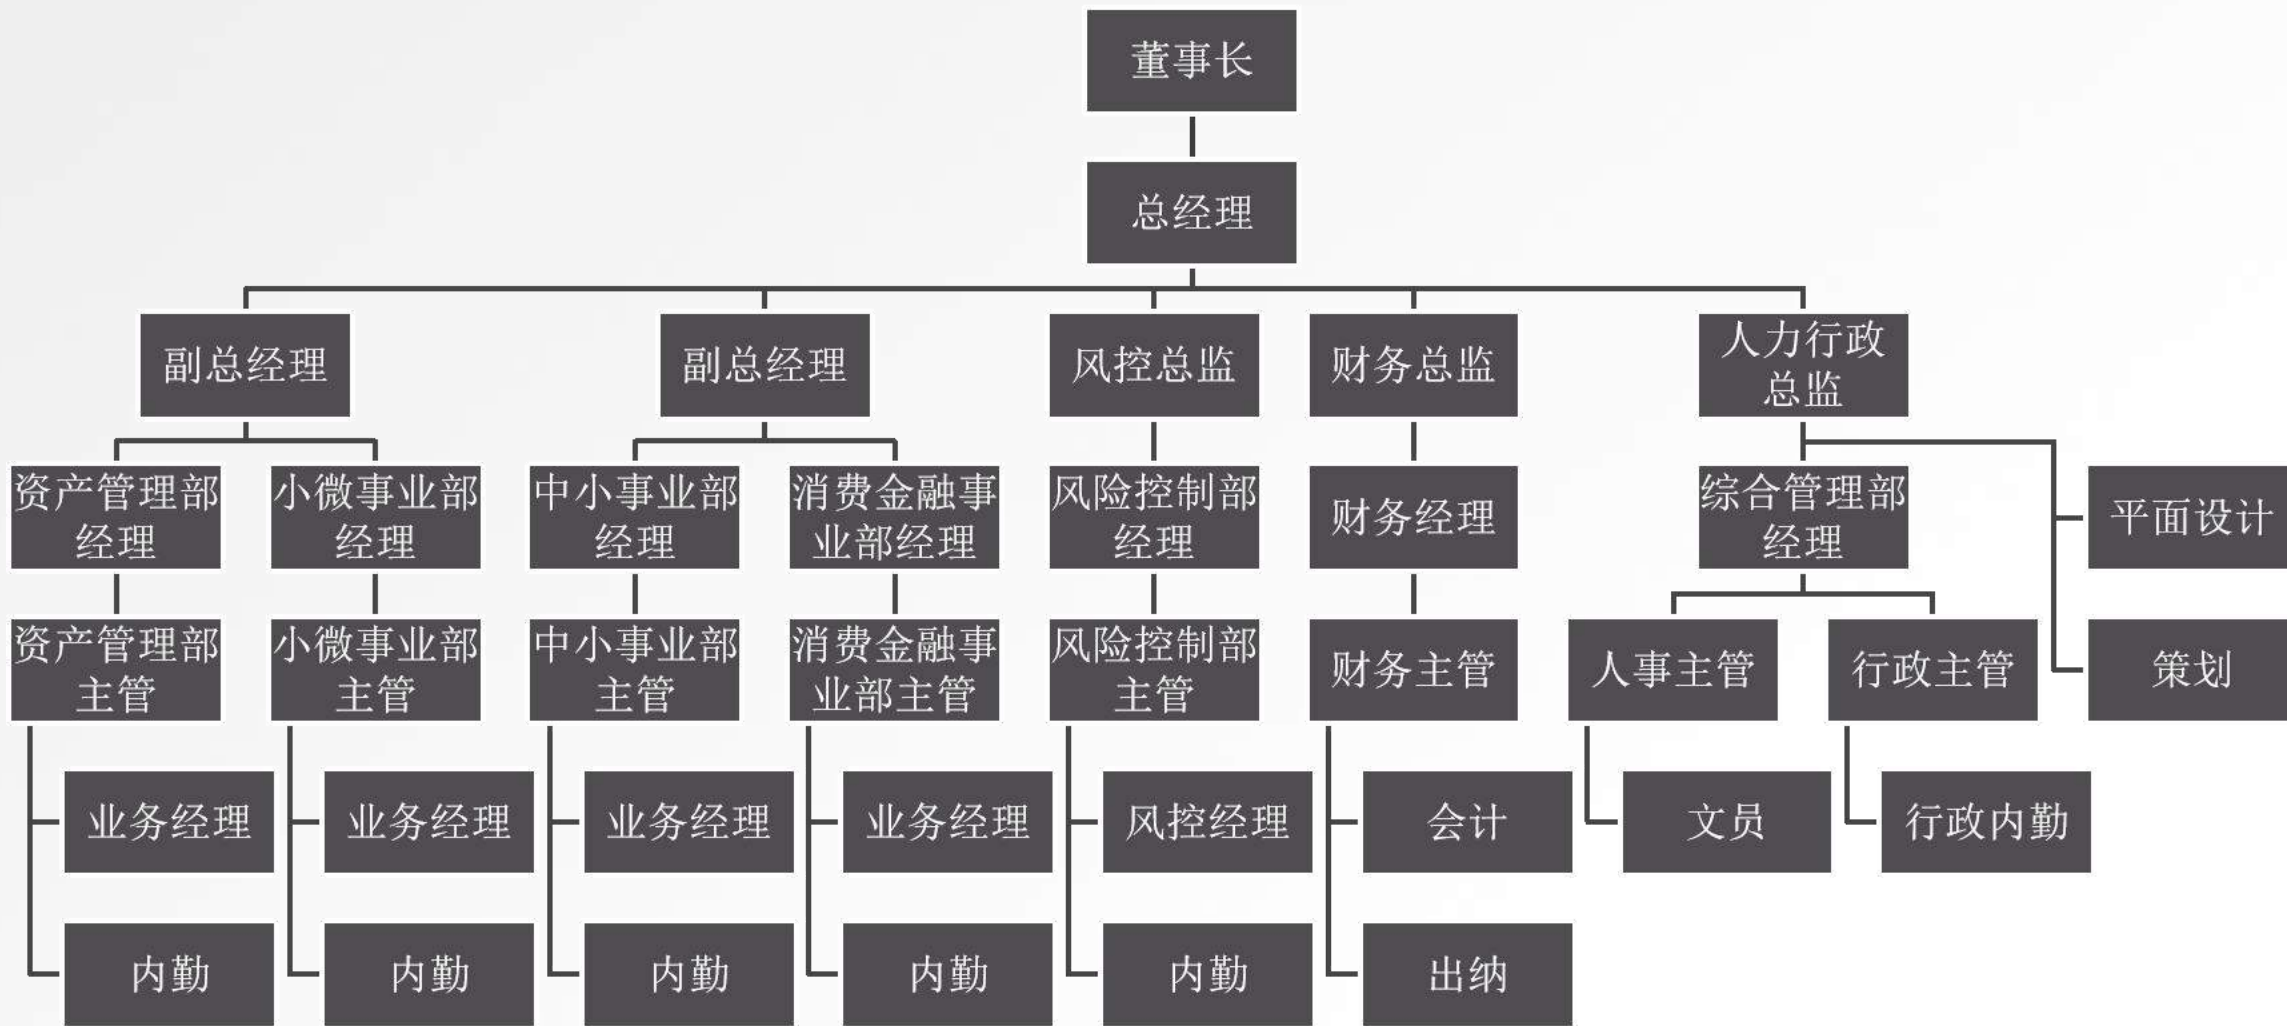 董事长
总经理
副总经理
副总经理
风控总监
财务总监
人力行政
总监
资产管理部
经理
小微事业部
经理
中小事业部
经理
消费金融事
业部经理
风险控制部
经理
财务经理
综合管理部
经理
平面设计
资产管理部
主管
小微事业部
主管
中小事业部
主管
消费金融事
业部主管
风险控制部
主管
财务主管
人事主管
行政主管
策划
业务经理
业务经理
业务经理
业务经理
风控经理
会计
文员
行政内勤
内勤
内勤
内勤
内勤
内勤
出纳